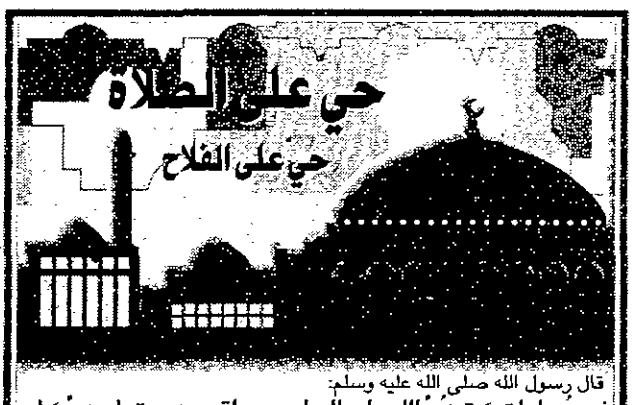 حي على الصلاة
حي على الفلاح
قال رسول الله صلى الله عليه وسلم: